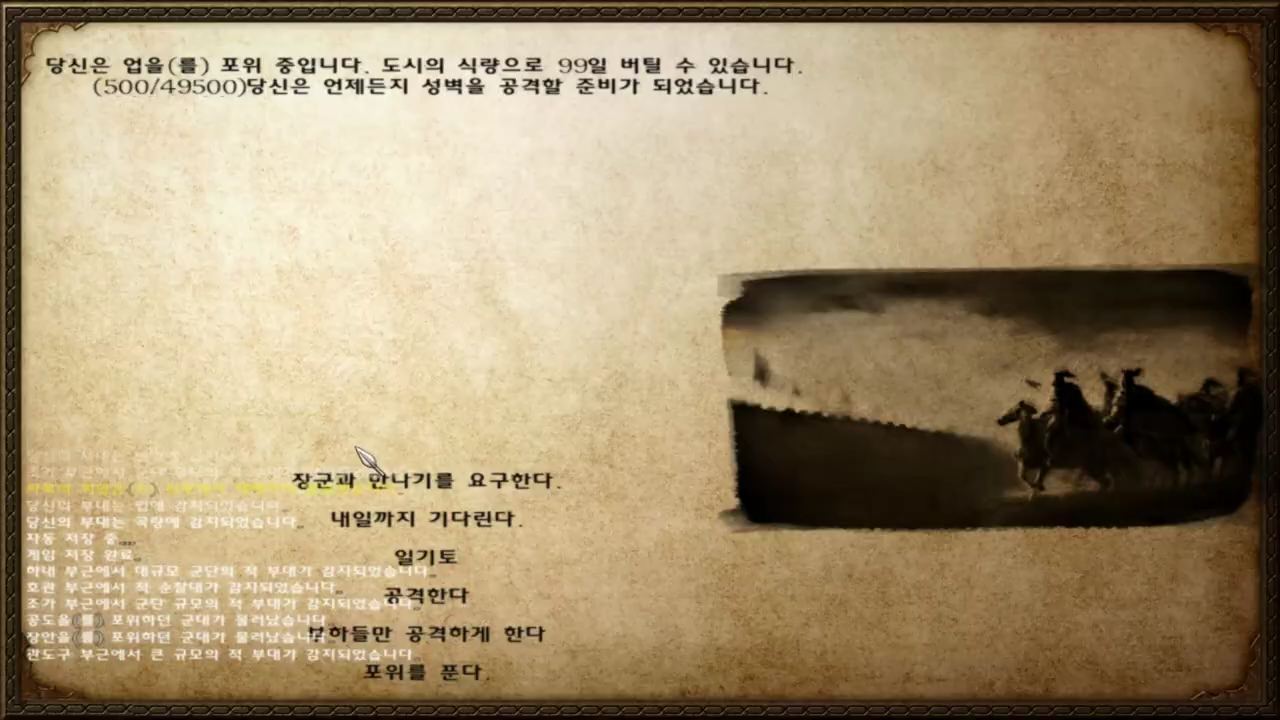 당신은 업을(를) 포위 중입니다. 도시의 식량으로 99일 버틸 수 있습니다.
(500/49500)당신은 언제든지 성벽을 공격할 준비가 되었습니다.
장군과 만나기를 요구한다.
내일까지 기다린다.
일기토
공격한다
부하들만 공격하게 한다
포위를 푼다.
당신의 부대는 업에 감지되었습니다.
당신의 부대는 곡량에 감지되었습니다.
자동 저장 중...
게임 저장 완료.
하내 부근에서 대규모 군단의 적 부대가 감지되었습니다.
호관 부근에서 적 순찰대가 감지되었습니다.
조가 부근에서 군단 규모의 적 부대가 감지되었습니다.
공도을(를) 포위하던 군대가 물러났습니다.
장안을(를) 포위하던 군대가 물러났습니다.
관도구 부근에서 큰 규모의 적 부대가 감지되었습니다.